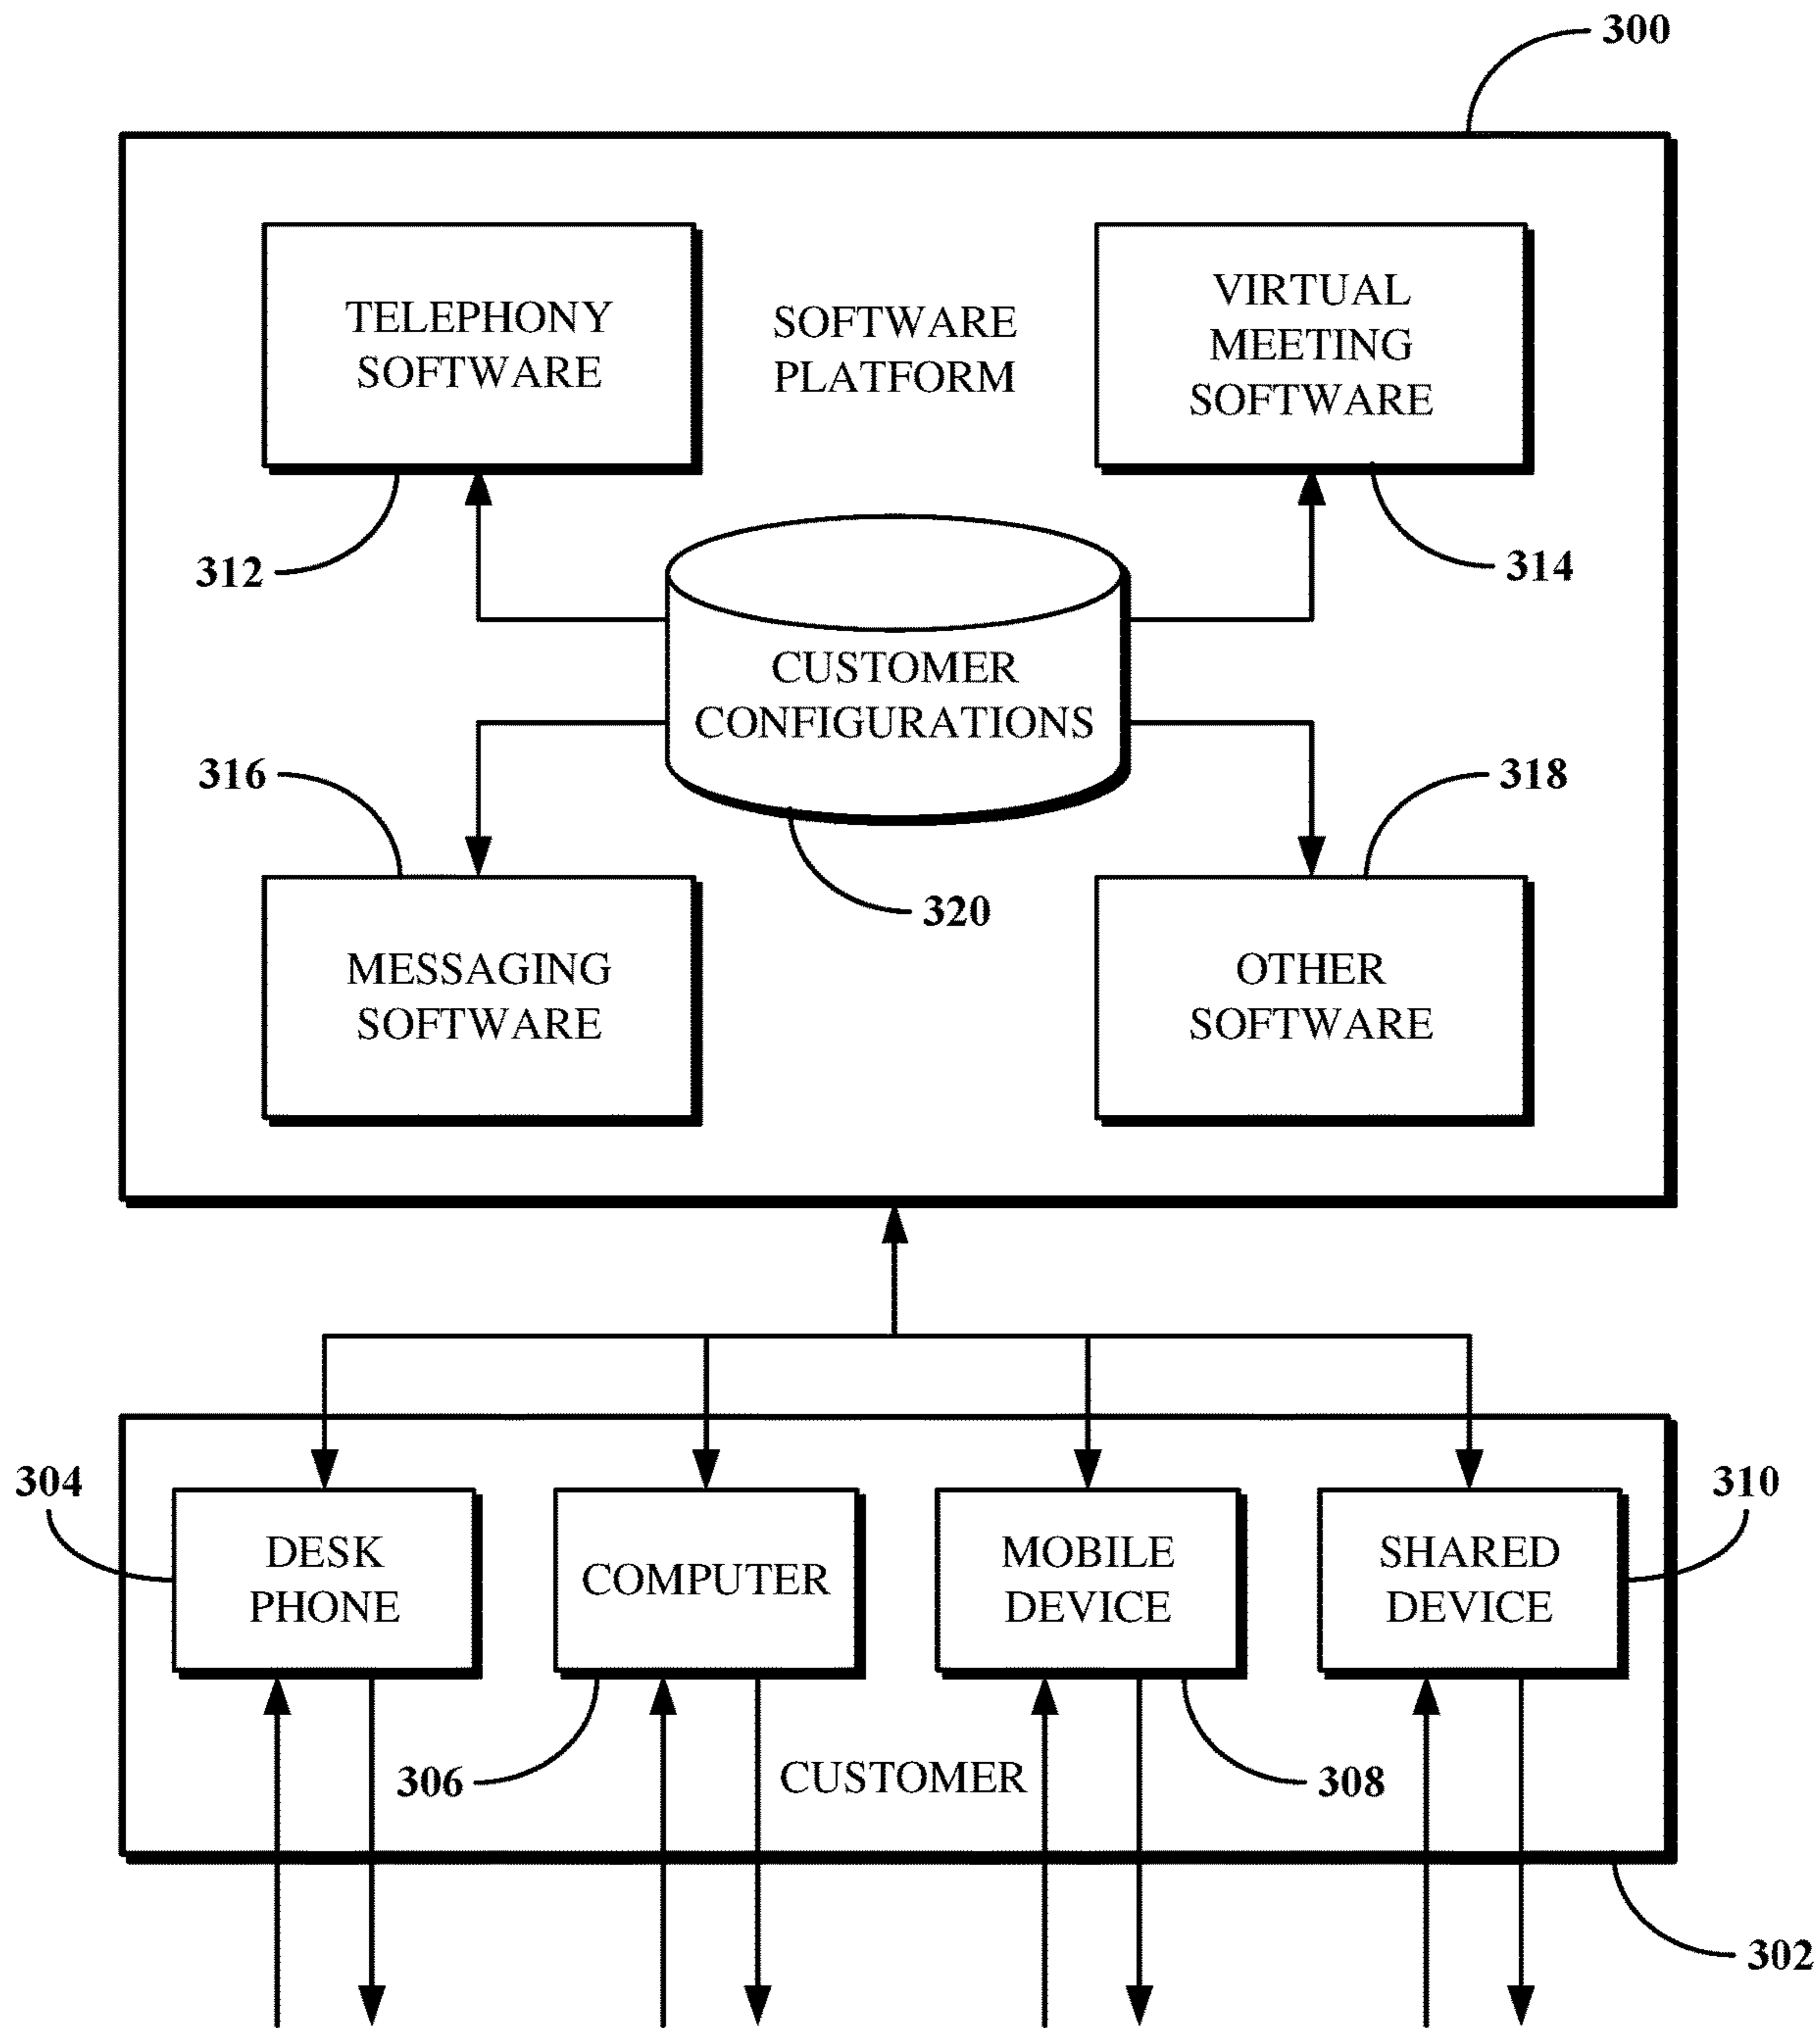 300
TELEPHONY
SOFTWARE
SOFTWARE
PLATFORM
VIRTUAL
MEETING
SOFTWARE
312
314
CUSTOMER
CONFIGURATIONS
316
318
320
MESSAGING
SOFTWARE
OTHER
SOFTWARE
304
310
DESK
PHONE
COMPUTER
MOBILE
DEVICE
SHARED
DEVICE
306
CUSTOMER
308
302